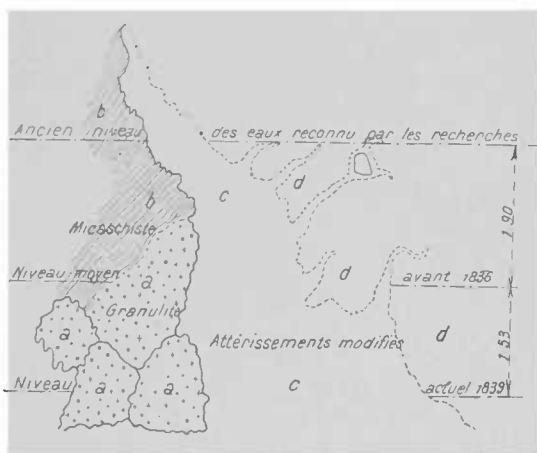 b
Ancien niveau des eaux reconnu par les recherches
d
b
c
Micaschiste
1 90
a
d
Niveau moyen avant 1836
Granulite
a
Attérissements modifiés
d
1.53
a
a
c
Niveau actuel 1839